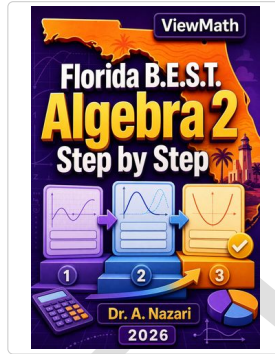 ViewMath
Florida B.E.S.T.
Algebra 2
Step by Step
1
2
3
Dr. A. Nazari
2026